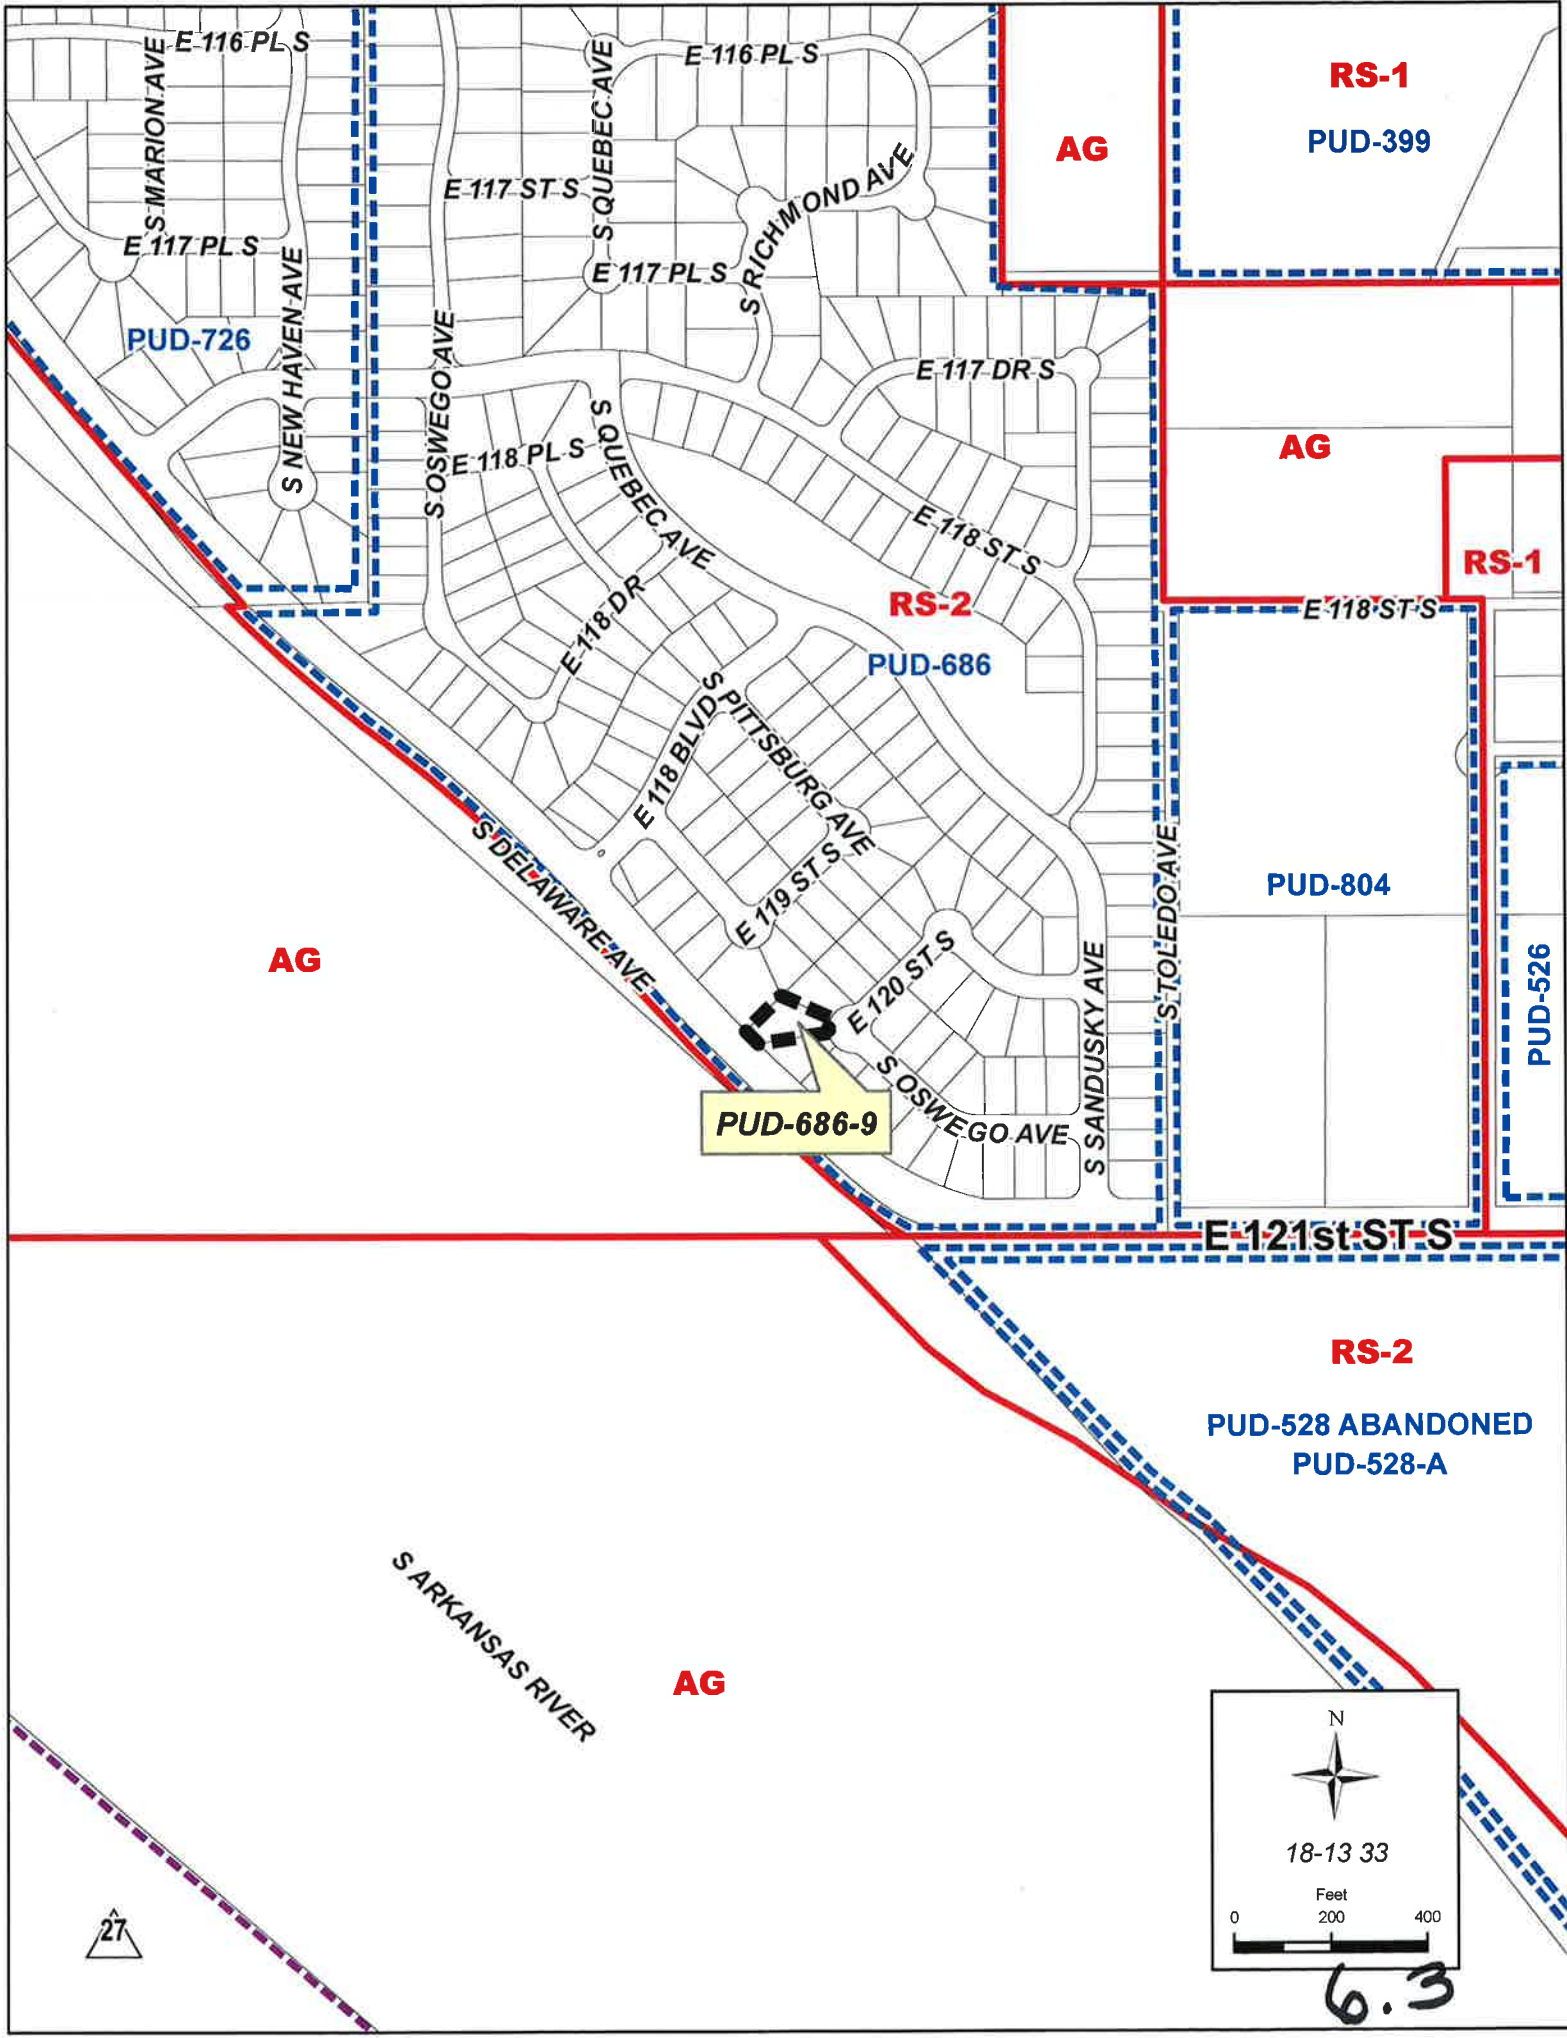 E 116 PL S
S MARION AVE
S QUEBEC AVE
E 116 PL S
RS-1
PUD-399
AG
E 117 ST S
S RICHMOND AVE
E 117 PL S
S NEW HAVEN AVE
E 117 PL S
PUD-726
S OSWEGO AVE
E 117 DR S
S QUEBEC AVE
E 118 PL S
AG
E 118 ST S
RS-1
E 118 DR
RS-2
E 118 ST S
PUD-686
S PITTSBURG AVE
E 118 BLVD
S DELAWARE AVE
E 119 ST S
S TOLEDO AVE
PUD-804
AG
E 120 ST S
S SANDUSKY AVE
PUD-526
S OSWEGO AVE
PUD-686-9
E 121st ST S
RS-2
PUD-528 ABANDONED
PUD-528-A
S ARKANSAS RIVER
AG
N
18-13 33
Feet
0 200 400
27
6.3